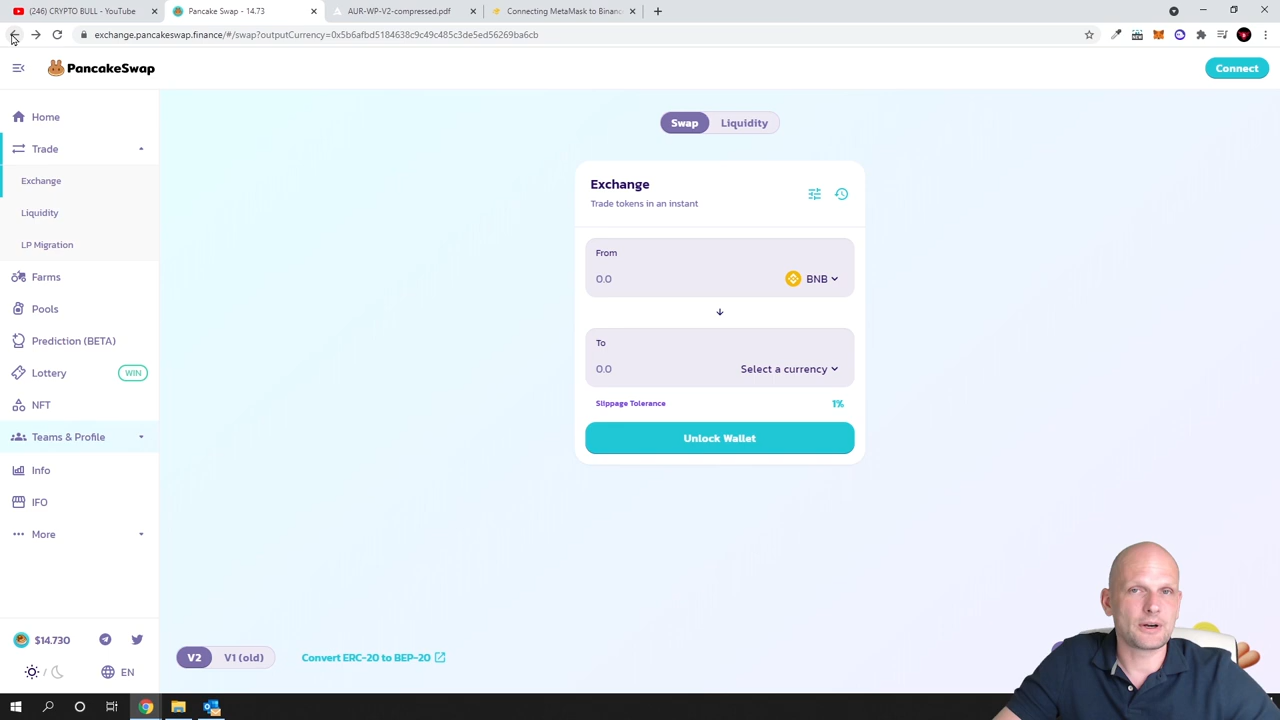 (246) CRYPTO BULL - YouTube
Pancake Swap - 14.73
AUR-WP-V2-compressed.pdf
Connecting MetaMask to Binanc
exchange.pancakeswap.finance/#/swap?outputCurrency=0x5b6afbd5184638c9c49c485c3de5ed56269ba6cb
PancakeSwap
Connect
Home
Trade
Exchange
Liquidity
LP Migration
Farms
Pools
Prediction (BETA)
Lottery
WIN
NFT
Teams & Profile
Info
IFO
More
$14.730
EN
Swap
Liquidity
Exchange
Trade tokens in an instant
From
0.0
BNB
To
0.0
Select a currency
Slippage Tolerance
1%
Unlock Wallet
V2
V1 (old)
Convert ERC-20 to BEP-20